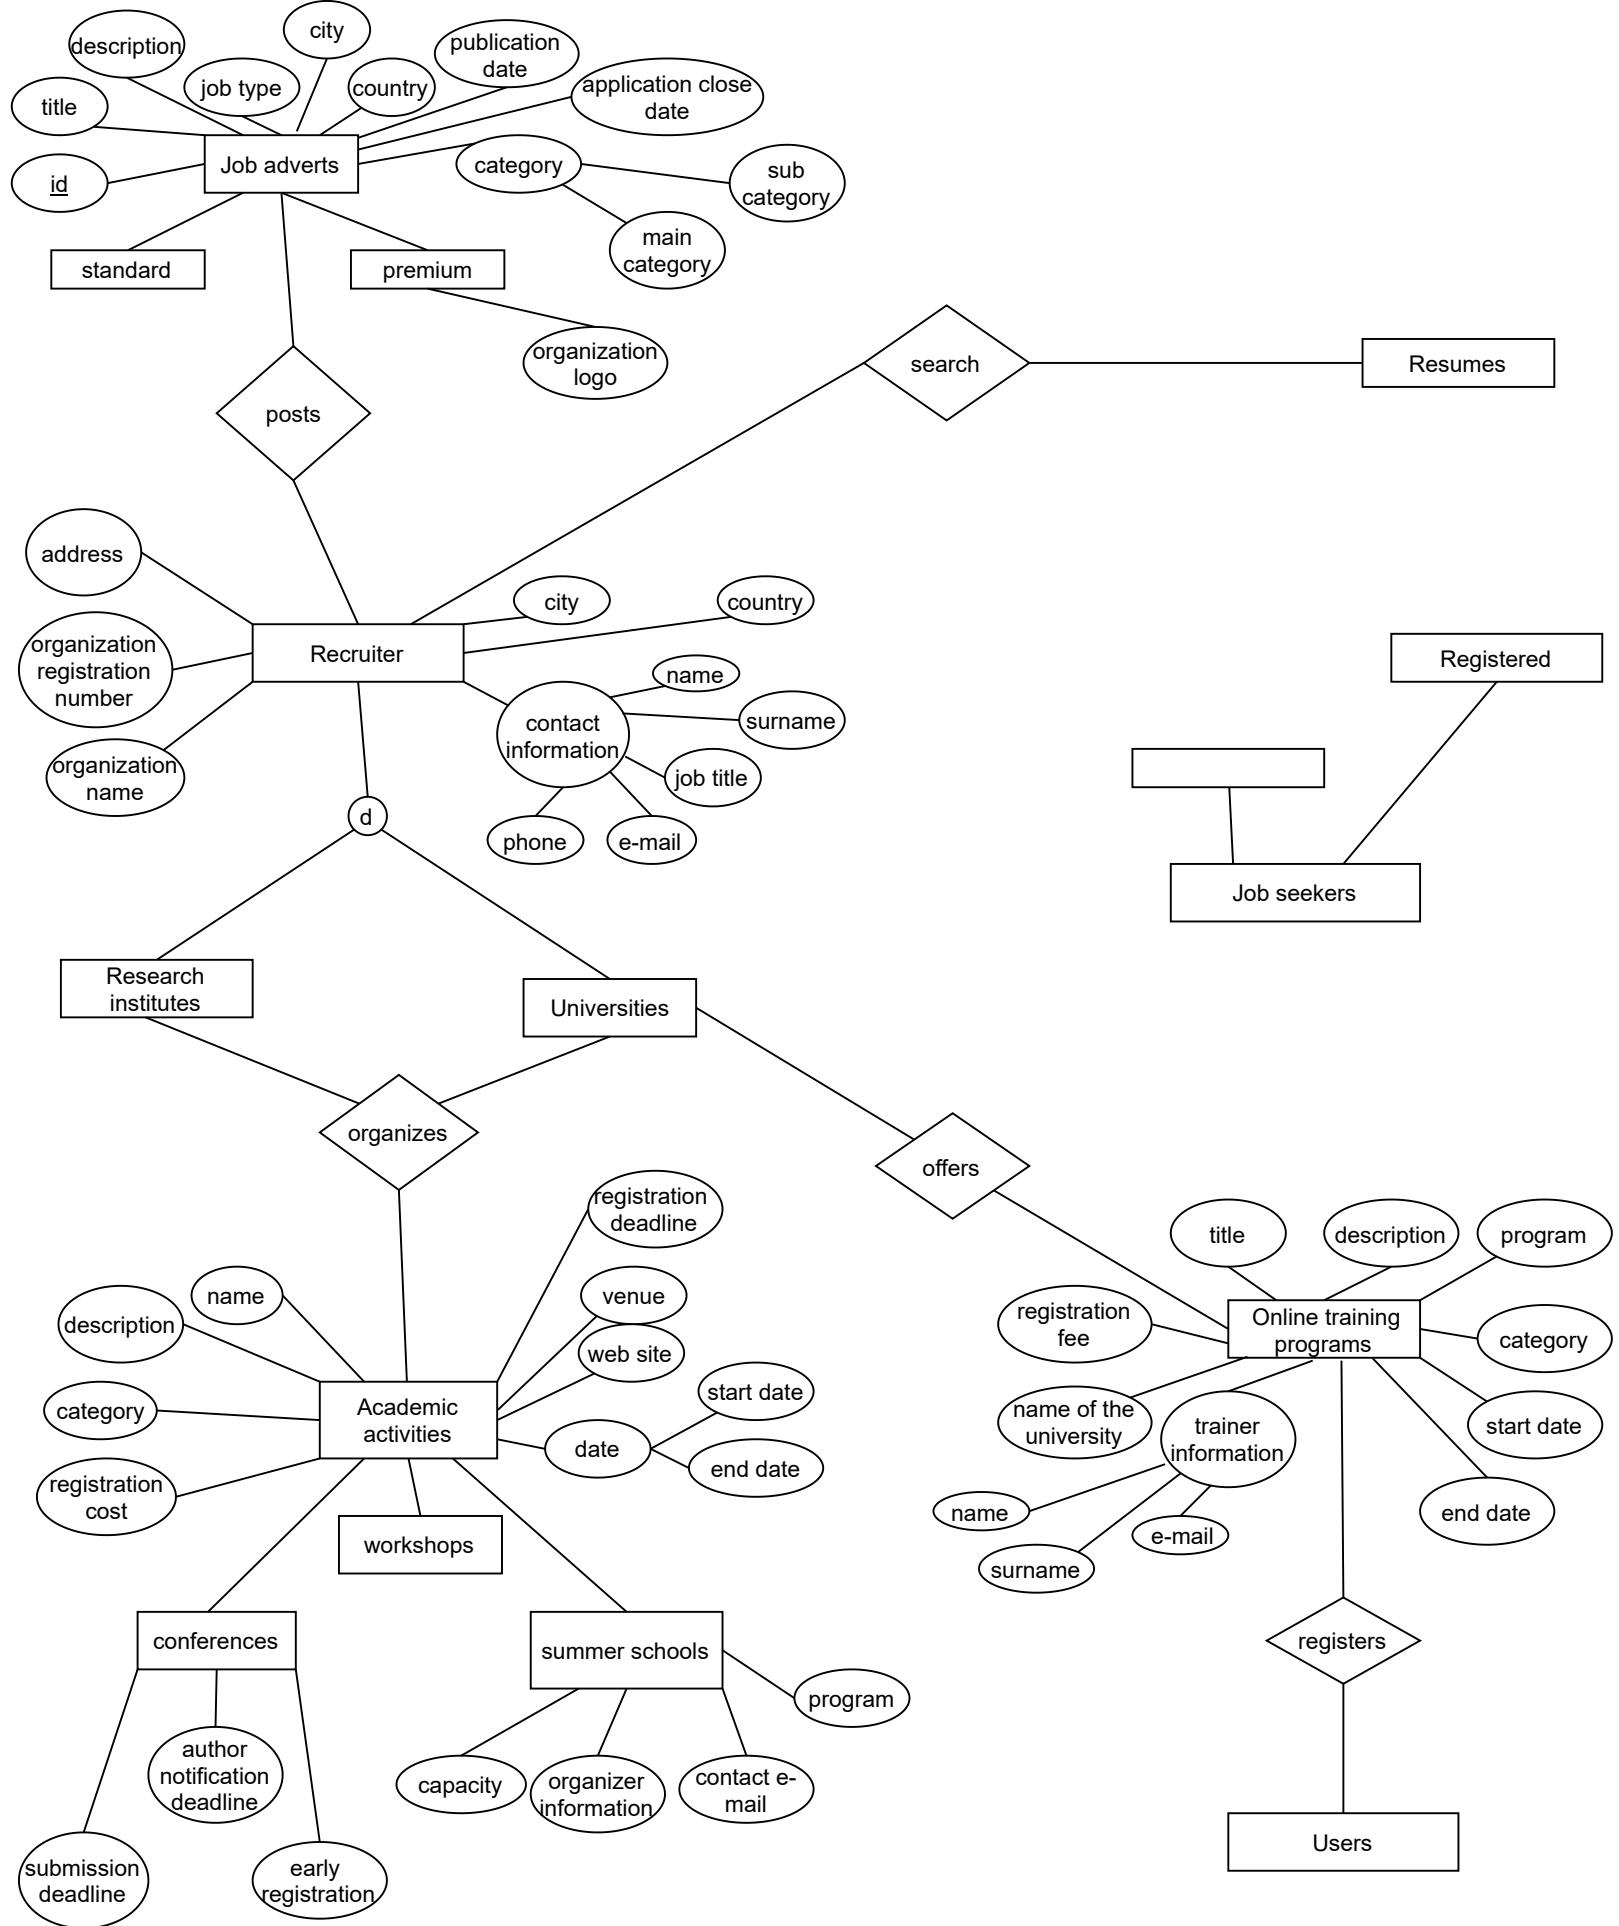 city
description
publication
date
job type
country
application close
date
title
Job adverts
category
sub
category
id
main
category
standard
premium
organization
logo
search
Resumes
posts
address
city
country
organization
registration
number
Recruiter
Registered
name
contact
information
surname
organization
name
job title
d
phone
e-mail
Job seekers
Research
institutes
Universities
organizes
offers
registration
deadline
title
description
program
name
venue
description
registration
fee
Online training
programs
category
web site
start date
category
Academic
activities
name of the
university
trainer
information
start date
date
end date
registration
cost
name
end date
workshops
e-mail
surname
conferences
summer schools
registers
program
author
notification
deadline
capacity
organizer
information
contact e-
mail
Users
submission
deadline
early
registration